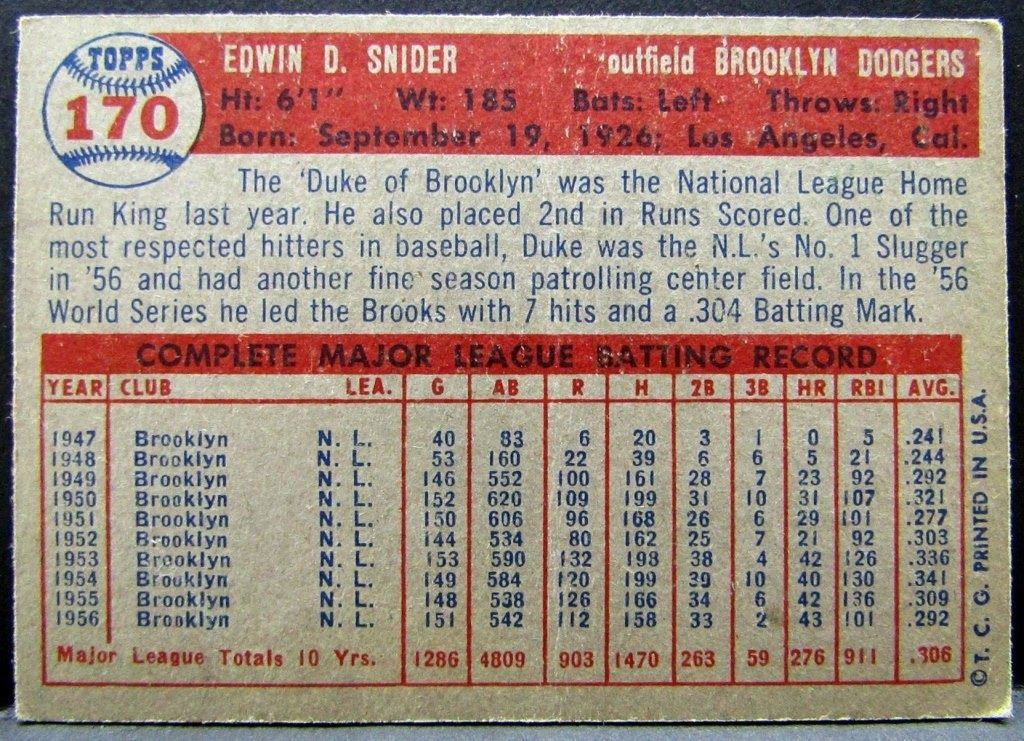 TOPPS
170
EDWIN D. SNIDER outfield BROOKLYN DODGERS
Ht: 6'1" Wt: 185 Bats: Left Throws: Right
Born: September 19, 1926; Los Angeles, Cal.
The 'Duke of Brooklyn' was the National League Home
Run King last year. He also placed 2nd in Runs Scored. One of the
most respected hitters in baseball, Duke was the N.L.'s No. 1 Slugger
in '56 and had another fine season patrolling center field. In the '56
World Series he led the Brooks with 7 hits and a .304 Batting Mark.
COMPLETE MAJOR LEAGUE BATTING RECORD
YEAR CLUB LEA. G AB R H 2B 3B HR RBI AVG.
1947 Brooklyn N. L. 40 83 6 20 3 1 0 5 .241
1948 Brooklyn N. L. 53 160 22 39 6 6 5 21 .244
1949 Brooklyn N. L. 146 552 100 161 28 7 23 92 .292
1950 Brooklyn N. L. 152 620 109 199 31 10 31 107 .321
1951 Brooklyn N. L. 150 606 96 168 26 6 29 101 .277
1952 Brooklyn N. L. 144 534 80 162 25 7 21 92 .303
1953 Brooklyn N. L. 153 590 132 198 38 4 42 126 .336
1954 Brooklyn N. L. 149 584 120 199 39 10 40 130 .341
1955 Brooklyn N. L. 148 538 126 166 34 6 42 136 .309
1956 Brooklyn N. L. 151 542 112 158 33 2 43 101 .292
Major League Totals 10 Yrs. 1286 4809 903 1470 263 59 276 911 .306
© T. C. G. PRINTED IN U.S.A.